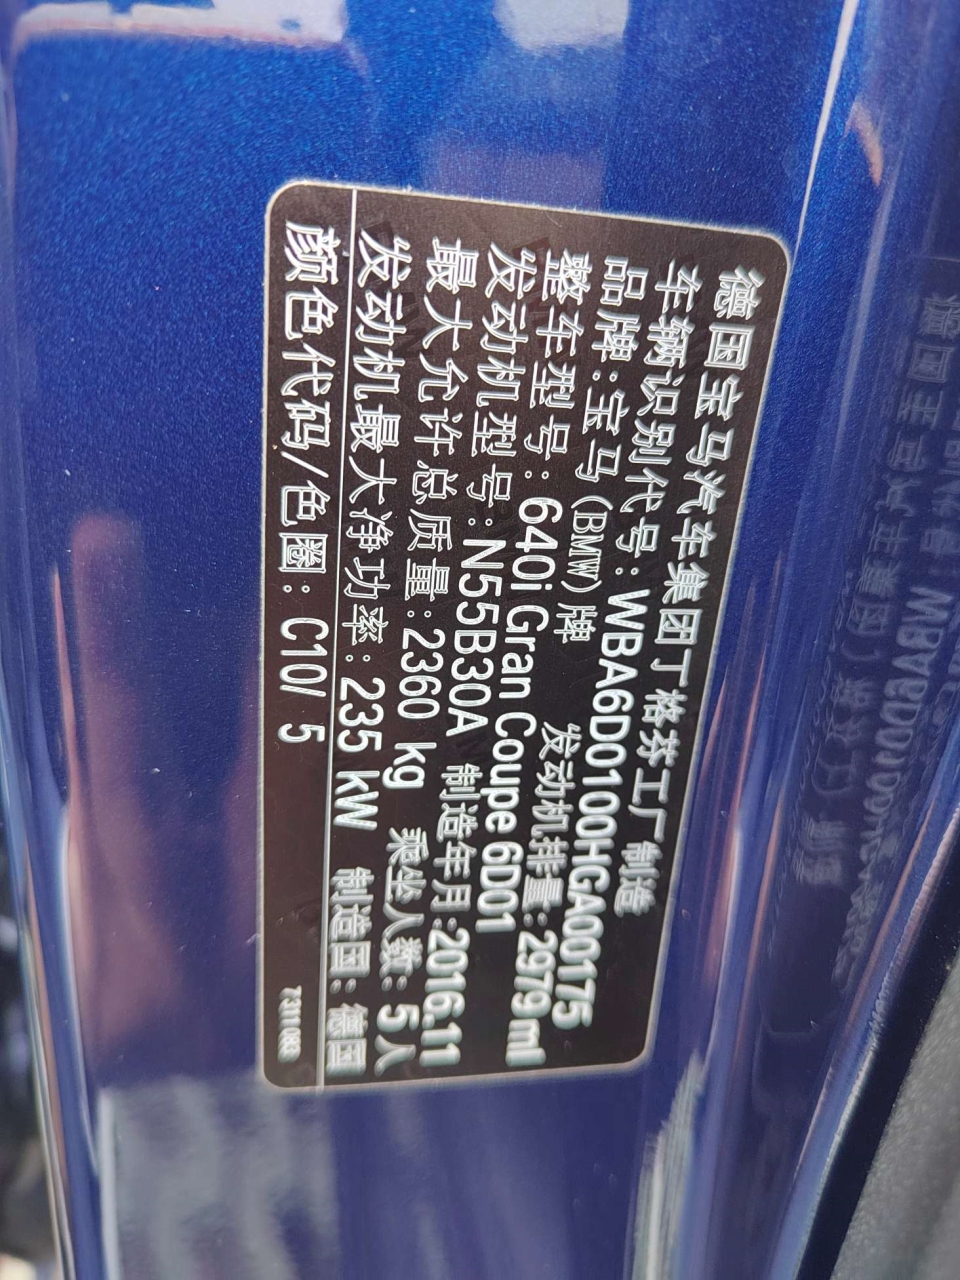 德国宝马汽车集团丁格芬工厂 制造
车辆识别代号: WBA6D0100HGA00175
品牌: 宝马 (BMW) 牌 发动机排量: 2979 ml
整车型号: 640i Gran Coupe 6D01
发动机型号: N55B30A 制造年月: 2016.11
最大允许总质量: 2360 kg 乘坐人数: 5人
发动机最大净功率: 235 kW 制造国: 德国
颜色代码/色圈: C10/ 5 7311 083